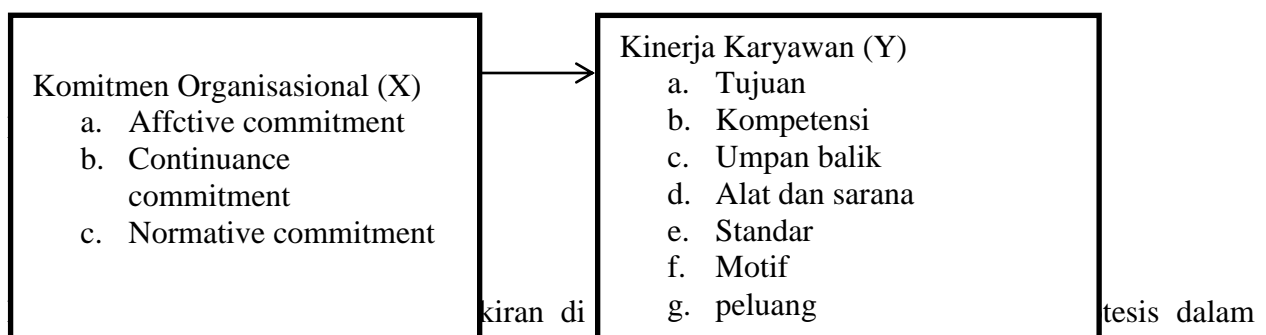 Komitmen Organisasional (X)
a. Affctive commitment
b. Continuance
commitment
c. Normative commitment
Kinerja Karyawan (Y)
a. Tujuan
b. Kompetensi
c. Umpan balik
d. Alat dan sarana
e. Standar
f. Motif
g. peluang
kiran di tesis dalam